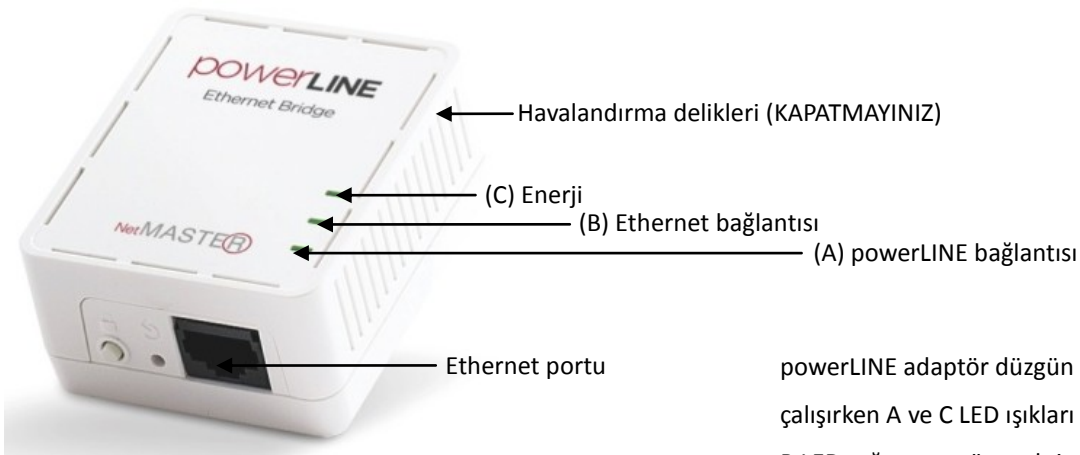 powerLINE
Ethernet Bridge
Havalandırma delikleri (KAPATMAYINIZ)
(C) Enerji
(B) Ethernet bağlantısı
NetMASTER
(A) powerLINE bağlantısı
Ethernet portu
powerLINE adaptör düzgün
çalışırken A ve C LED ışıkları